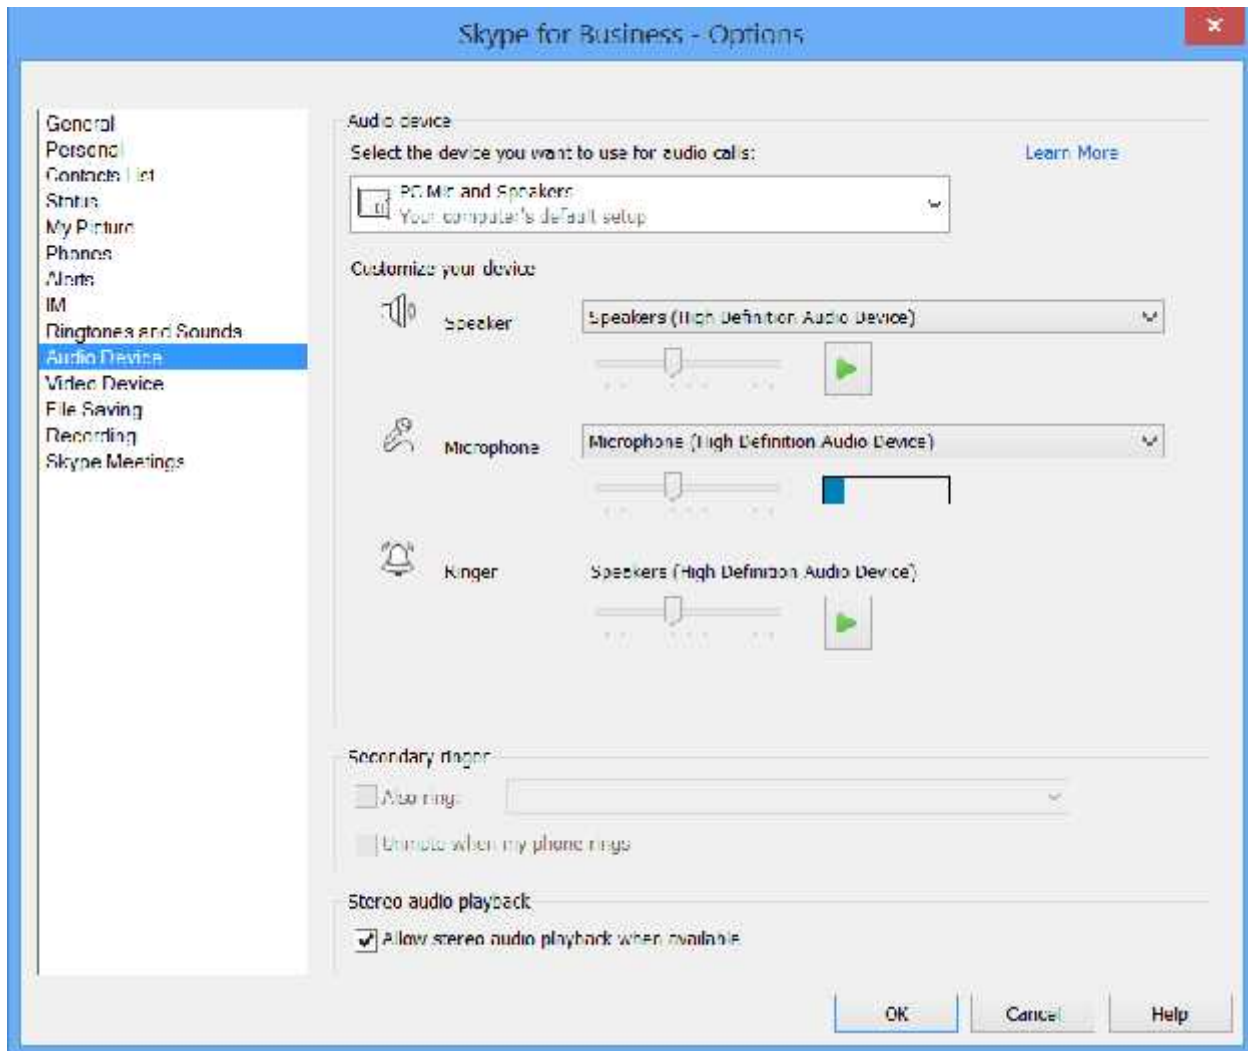 Skype for Business - Options
General
Personal
Contacts List
Status
My Picture
Phones
Alerts
IM
Ringtones and Sounds
Audio Device
Video Device
File Saving
Recording
Skype Meetings
Audio device
Select the device you want to use for audio calls:
Learn More
PC Mic and Speakers
Your computer's default setup
Customize your device
Speaker
Speakers (High Definition Audio Device)
Microphone
Microphone (High Definition Audio Device)
Ringer
Speakers (High Definition Audio Device)
Secondary ringer
Also ring:
Unmute when my phone rings
Stereo audio playback
Allow stereo audio playback when available
OK
Cancel
Help